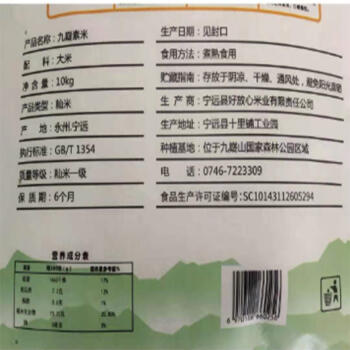 产品名称：九嶷素米
配 料：大米
净 含 量：10kg
产品类型：籼米
产 地：永州.宁远
执行标准：GB/T 1354
质量等级：籼米一级
保 质 期：6个月
生产日期：见封口
食用方法：煮熟食用
贮藏指南：存放于阴凉、干燥、通风处，避免阳光直晒
生 产 商：宁远县好放心米业有限责任公司
生产地址：宁远县十里铺工业园
种植基地：位于九嶷山国家森林公园区域
电 话：0746-7223309
食品生产许可证编号：SC10143112605294
营养成分表